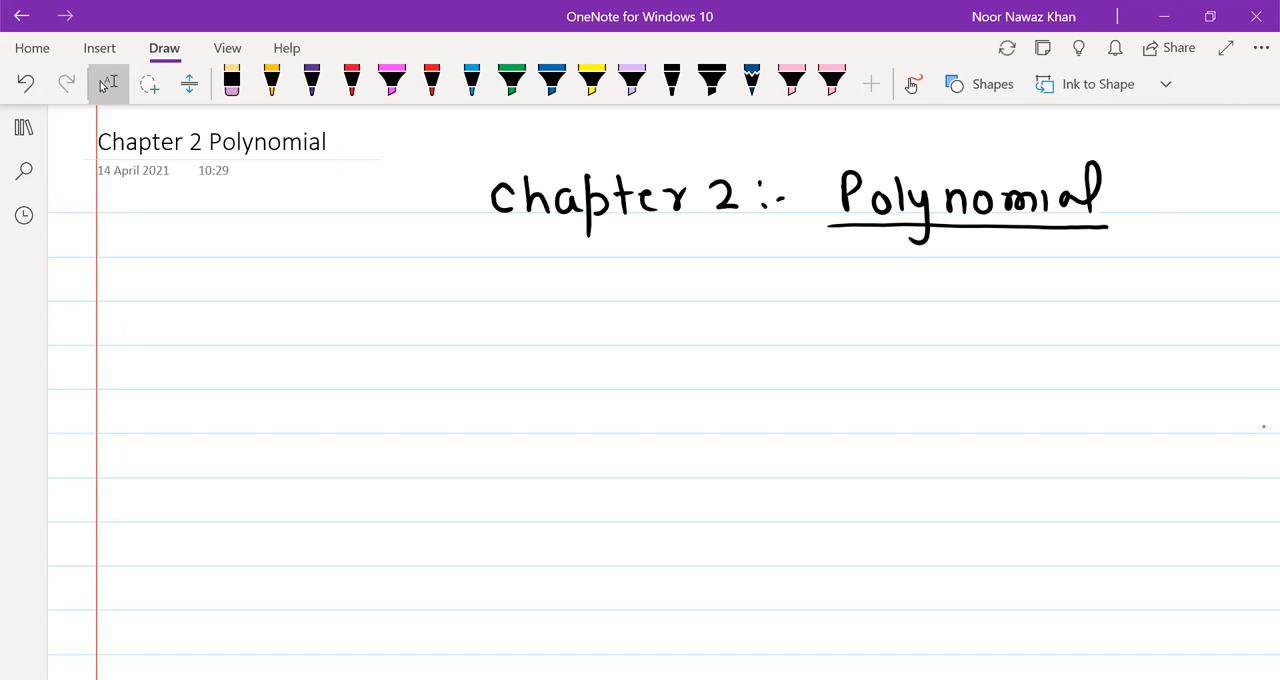 OneNote for Windows 10
Noor Nawaz Khan
Home Insert Draw View Help
Share
Shapes Ink to Shape
Chapter 2 Polynomial
14 April 2021 10:29
Chapter 2 :- Polynomial